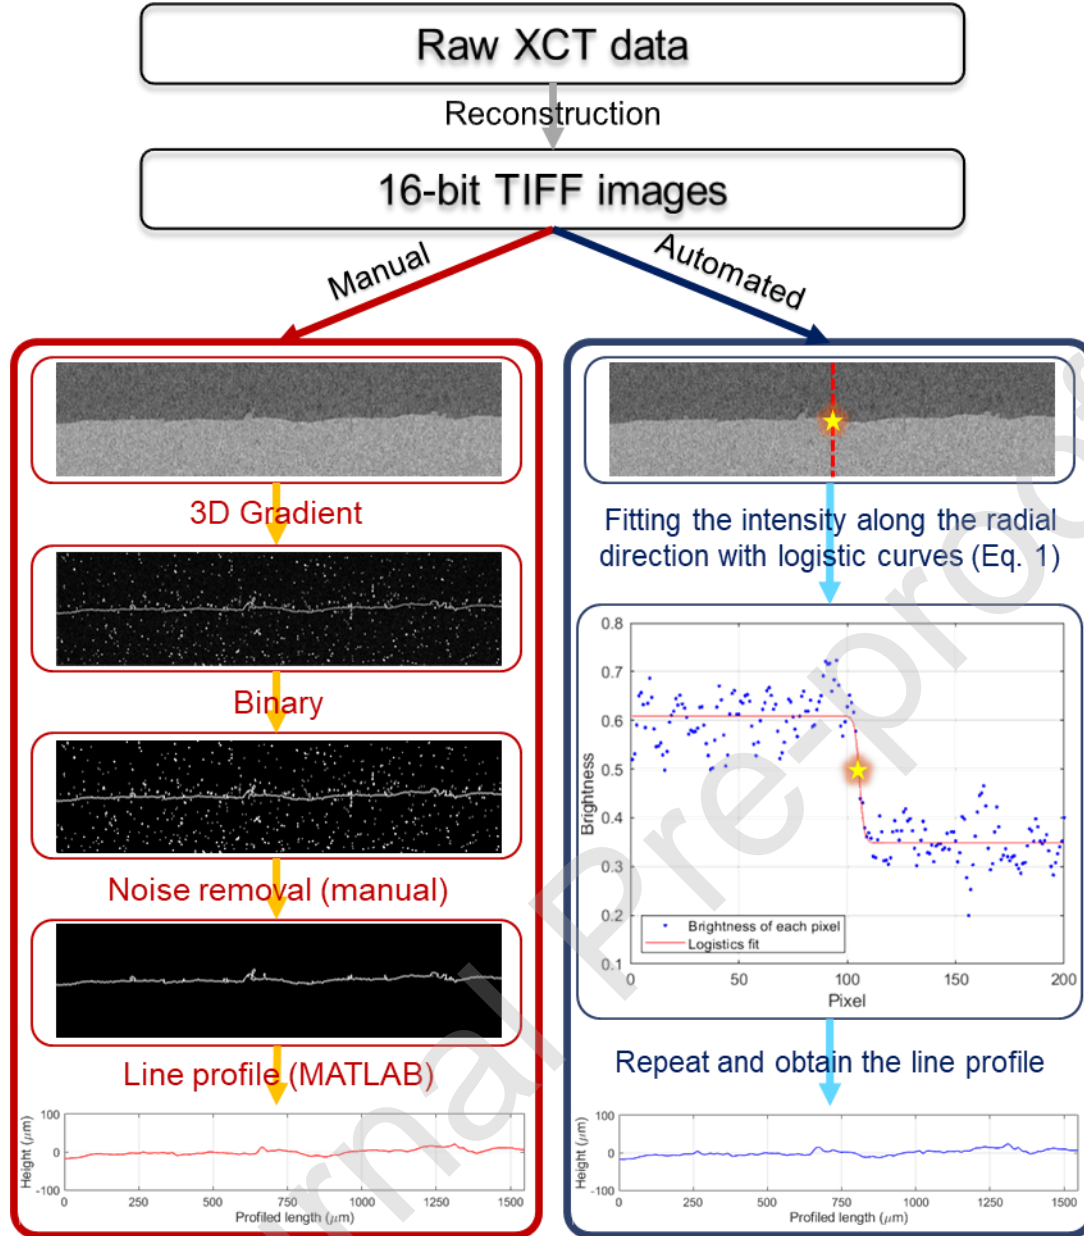 Raw XCT data
Reconstruction
16-bit TIFF images
Manual
Automated
3D Gradient
Binary
Noise removal (manual)
Line profile (MATLAB)
100
0
-100
Height (μm)
0
250
500
750
1000
1250
1500
Profiled length (μm)
Fitting the intensity along the radial
direction with logistic curves (Eq. 1)
0.8
0.7
0.6
0.5
0.4
0.3
0.2
0.1
Brightness
Brightness of each pixel
Logistics fit
0
50
100
150
200
Pixel
Repeat and obtain the line profile
100
0
-100
Height (μm)
0
250
500
750
1000
1250
1500
Profiled length (μm)
rnal Pre-proof